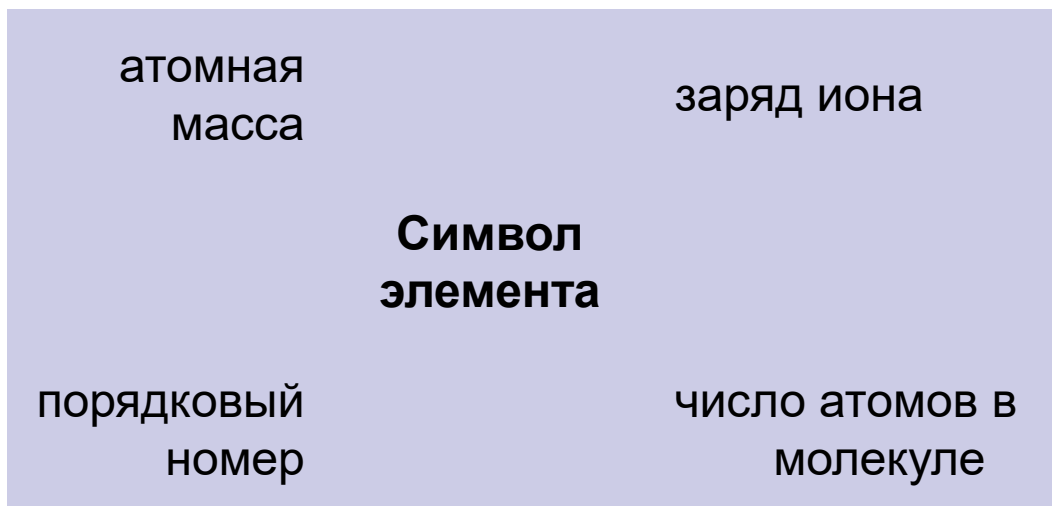 атомная
масса
заряд иона
Символ
элемента
порядковый
номер
число атомов в
молекуле